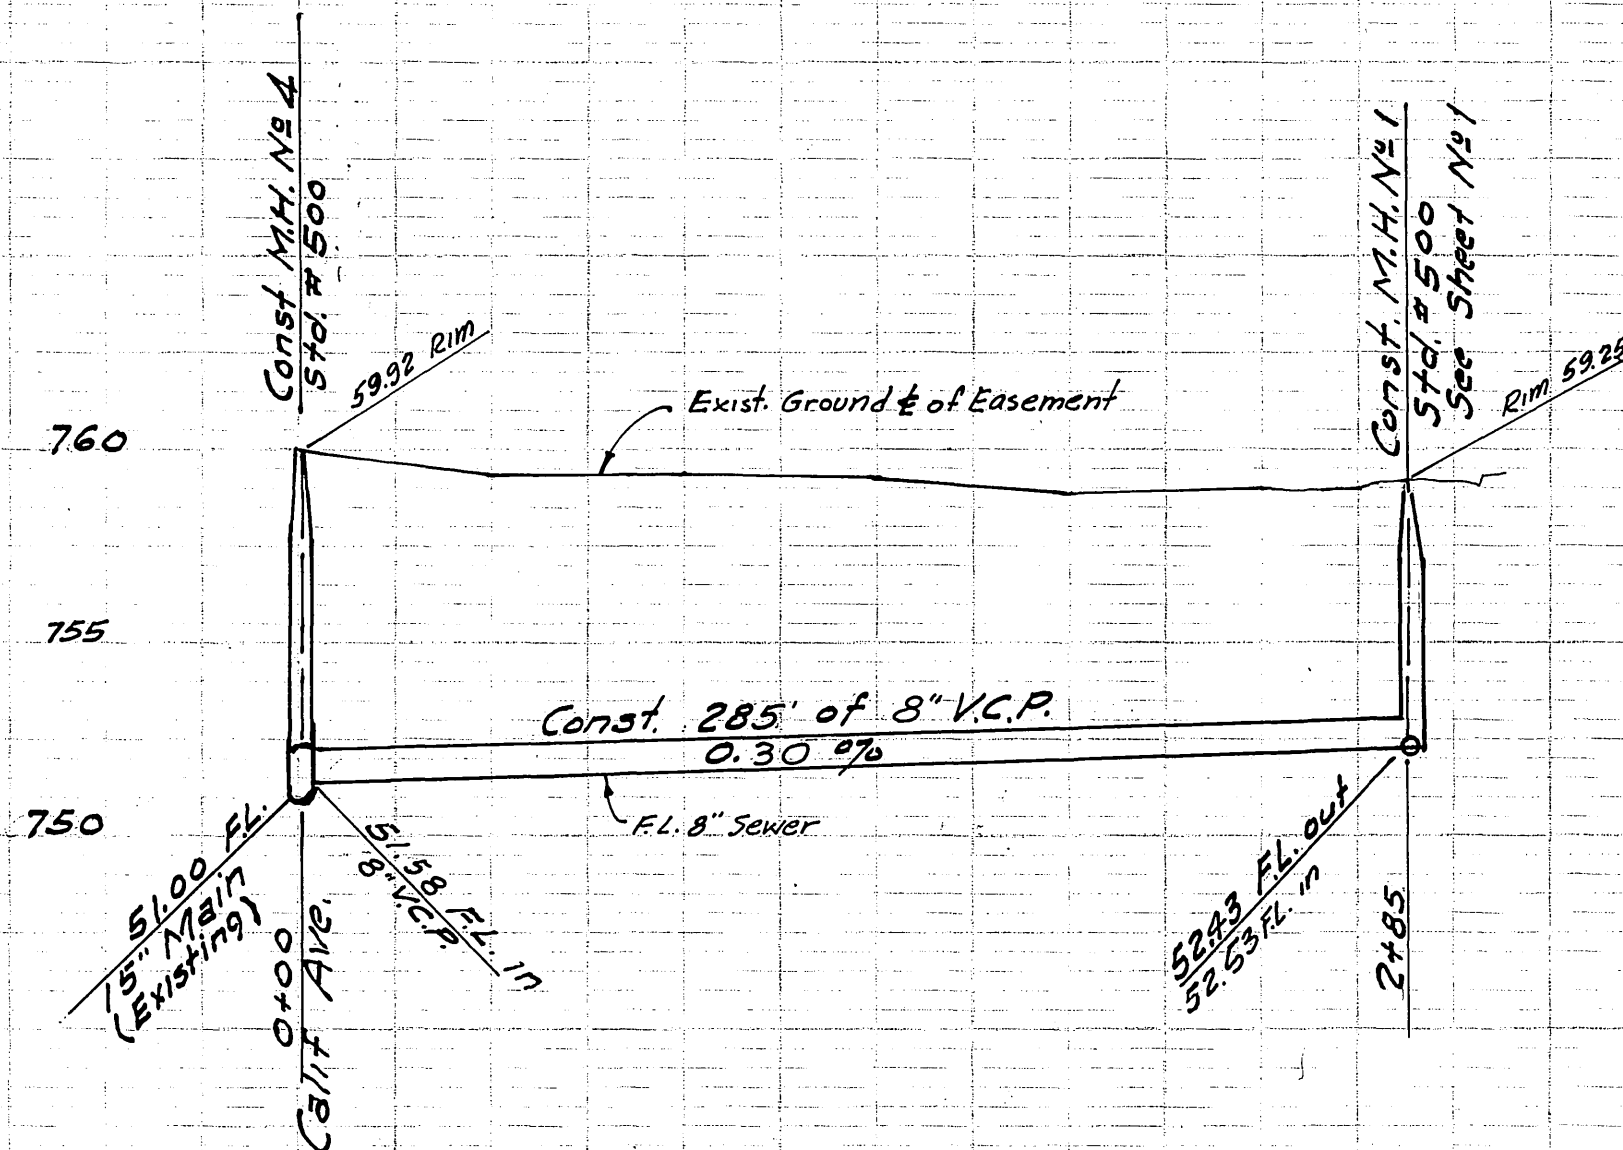 Const M.H. Nº 4
Std. # 500
59.92 Rim
Const. M.H. Nº 1
Std. # 500
See Sheet Nº 1
Rim 59.25
Exist. Ground ℄ of Easement
760
755
750
Const. 285' of 8" V.C.P.
0.30 %
F.L. 8" Sewer
51.00 F.L.
15" Main
(Existing)
0+00
Calif Ave.
51.58 F.L. in
8" V.C.P.
52.43 F.L. out
52.53 F.L. in
2+85